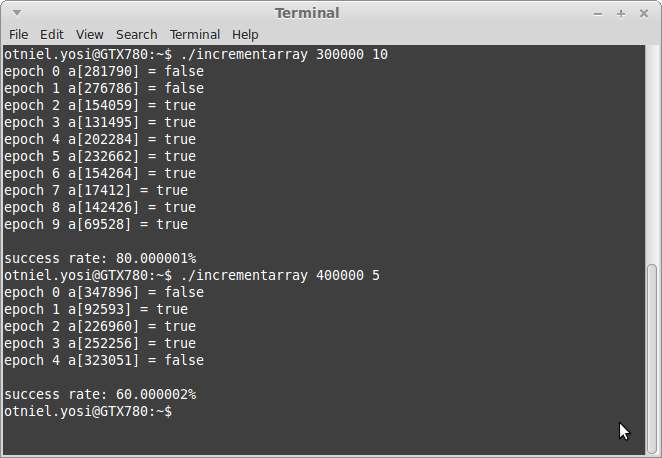 Terminal
File Edit View Search Terminal Help
otniel.yosi@GTX780:~$ ./incrementarray 300000 10
epoch 0 a[281790] = false
epoch 1 a[276786] = false
epoch 2 a[154059] = true
epoch 3 a[131495] = true
epoch 4 a[202284] = true
epoch 5 a[232662] = true
epoch 6 a[154264] = true
epoch 7 a[17412] = true
epoch 8 a[142426] = true
epoch 9 a[69528] = true
success rate: 80.000001%
otniel.yosi@GTX780:~$ ./incrementarray 400000 5
epoch 0 a[347896] = false
epoch 1 a[92593] = true
epoch 2 a[226960] = true
epoch 3 a[252256] = true
epoch 4 a[323051] = false
success rate: 60.000002%
otniel.yosi@GTX780:~$